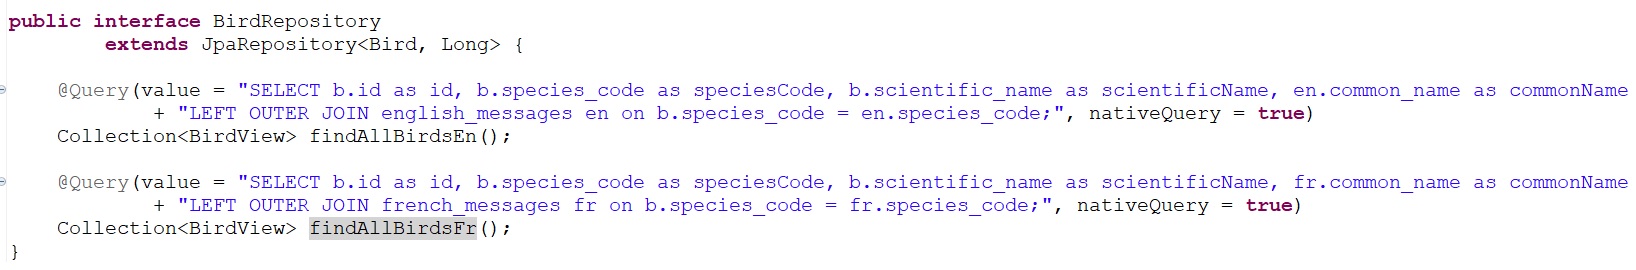 public interface BirdRepository
extends JpaRepository<Bird, Long> {
@Query(value = "SELECT b.id as id, b.species_code as speciesCode, b.scientific_name as scientificName, en.common_name as commonName
+ "LEFT OUTER JOIN english_messages en on b.species_code = en.species_code;", nativeQuery = true)
Collection<BirdView> findAllBirdsEn();
@Query(value = "SELECT b.id as id, b.species_code as speciesCode, b.scientific_name as scientificName, fr.common_name as commonName
+ "LEFT OUTER JOIN french_messages fr on b.species_code = fr.species_code;", nativeQuery = true)
Collection<BirdView> findAllBirdsFr();
}